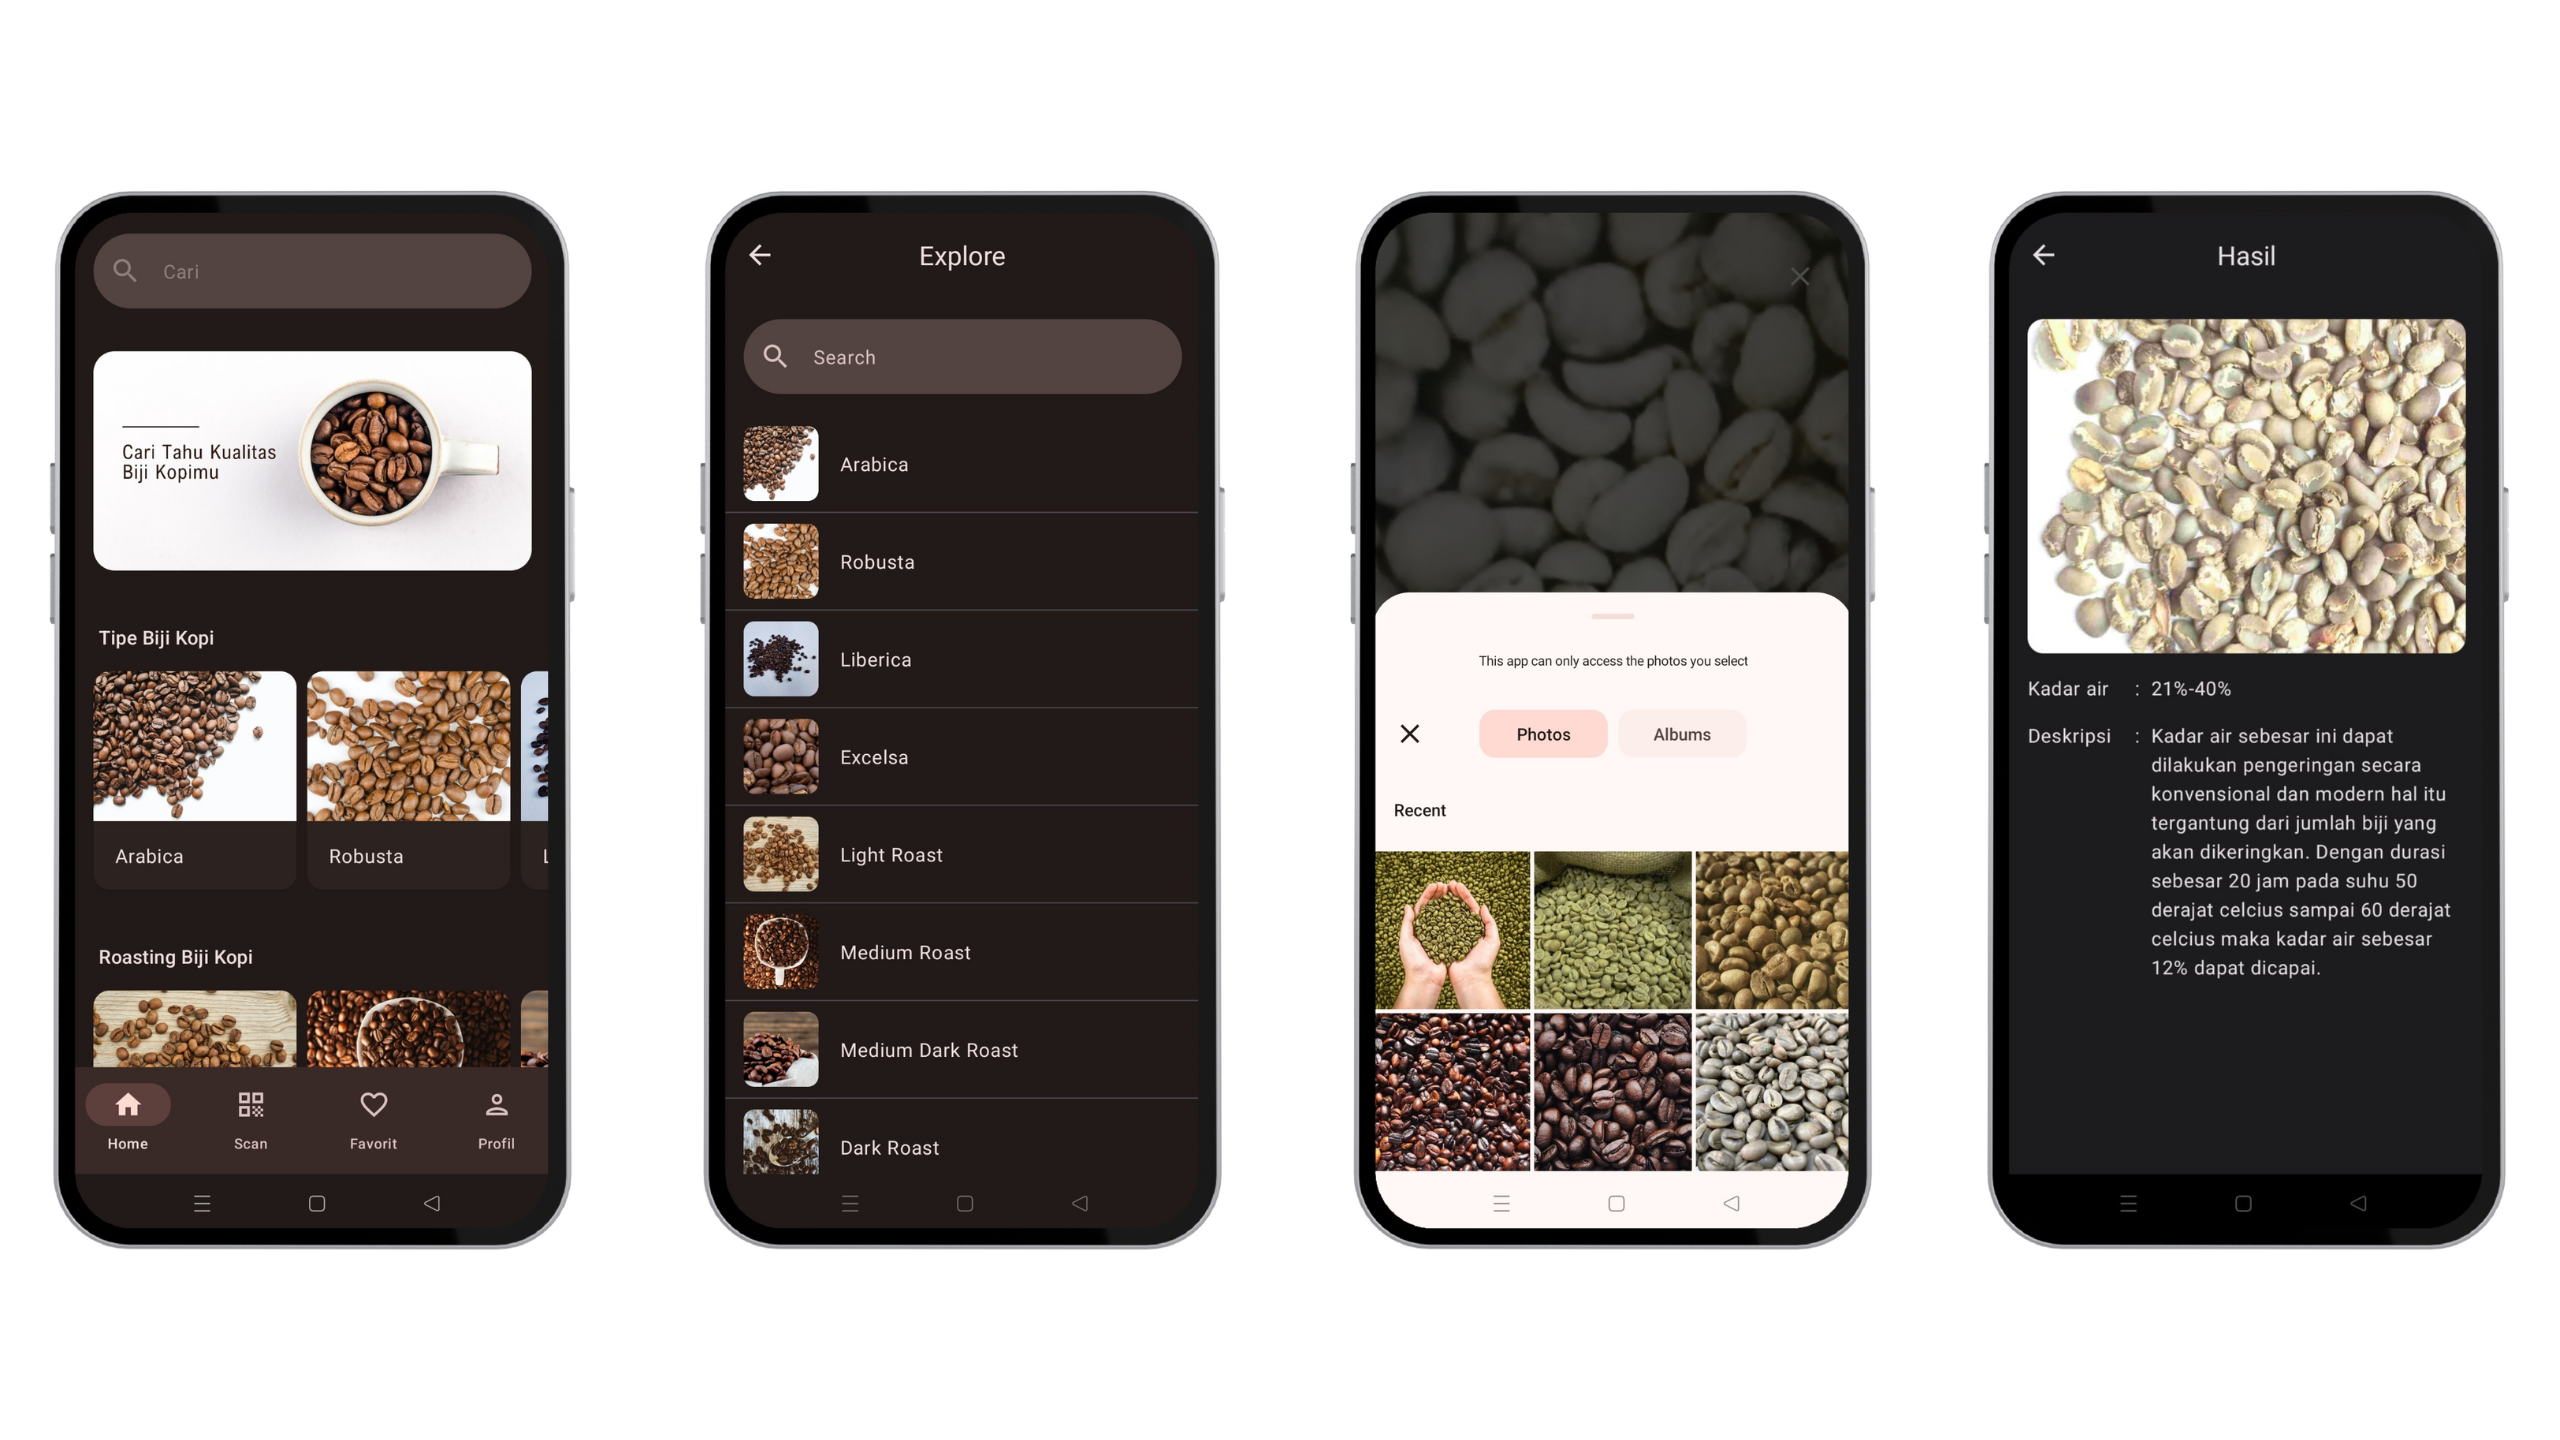 Cari
Cari Tahu Kualitas
Biji Kopimu
Tipe Biji Kopi
Arabica
Robusta
L
Roasting Biji Kopi
Home
Scan
Favorit
Profil
Explore
Search
Arabica
Robusta
Liberica
Excelsa
Light Roast
Medium Roast
Medium Dark Roast
Dark Roast
This app can only access the photos you select
Photos
Albums
Recent
Hasil
Kadar air : 21%-40%
Deskripsi : Kadar air sebesar ini dapat
dilakukan pengeringan secara
konvensional dan modern hal itu
tergantung dari jumlah biji yang
akan dikeringkan. Dengan durasi
sebesar 20 jam pada suhu 50
derajat celcius sampai 60 derajat
celcius maka kadar air sebesar
12% dapat dicapai.